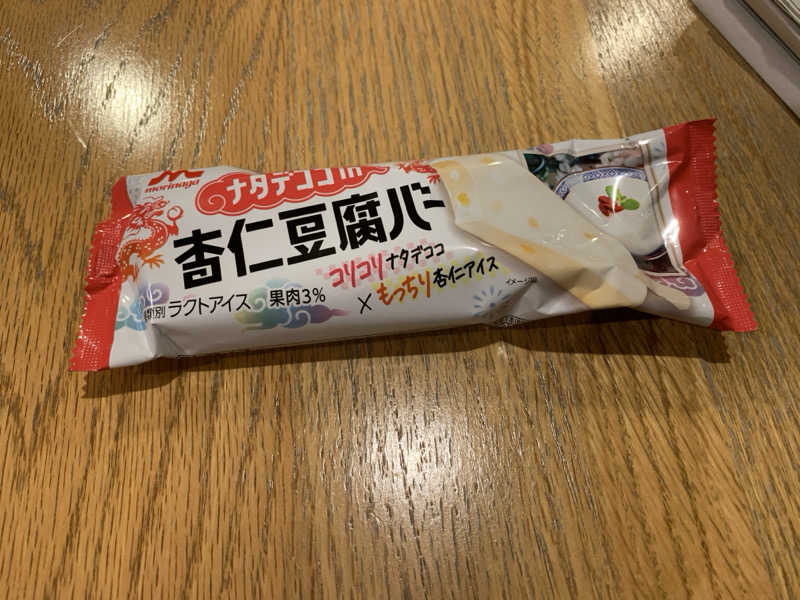 morinaga
ナタデココin
杏仁豆腐バー
コリコリナタデココ
×もっちり杏仁アイス
種類別 ラクトアイス 果肉3%
イメージ図